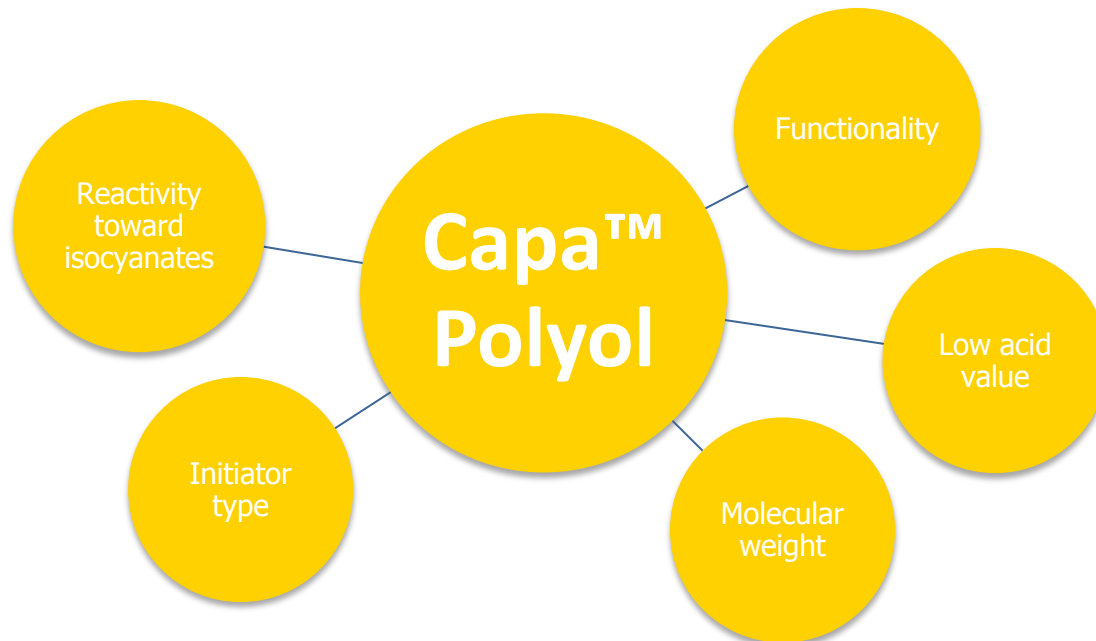 Functionality
Reactivity
toward
isocyanates
Capa™
Polyol
Low acid
value
Initiator
type
Molecular
weight